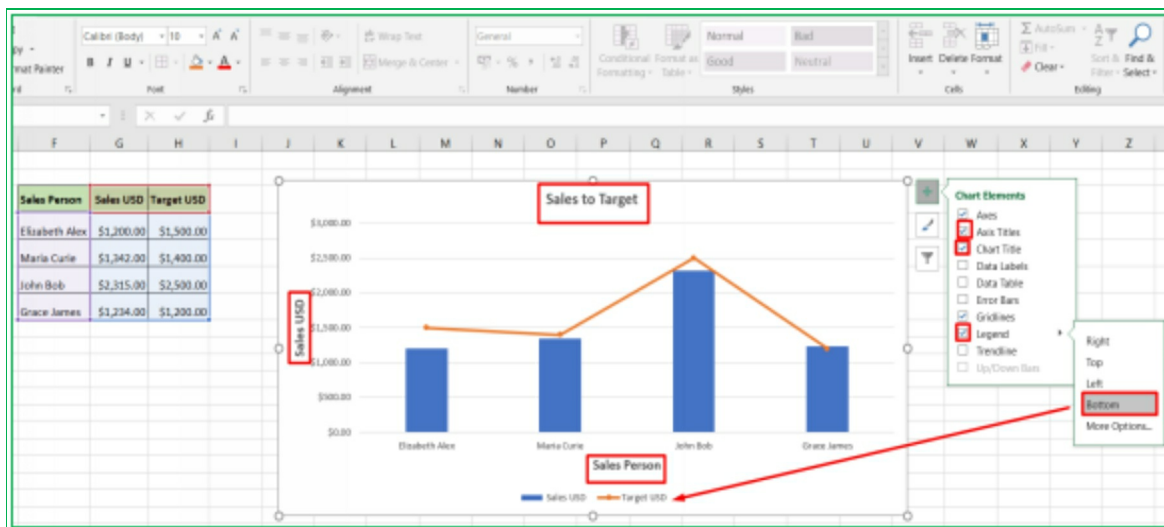 Calibri (Body) 10 A A
Wrap Text
General
mat Painter
B I U A
Merge & Center
% ,
Conditional Format as
Formatting Table
Normal Bad
Good Neutral
Insert Delete Format
AutoSum
Fill
Clear
Sort & Find &
Filter Select
Font Alignment Number Styles Cells Editing
fx
F G H I J K L M N O P Q R S T U V W X Y Z
Sales Person Sales USD Target USD
Elizabeth Alex $1,200.00 $1,500.00
Maria Curie $1,342.00 $1,400.00
John Bob $2,315.00 $2,500.00
Grace James $1,234.00 $1,200.00
Sales to Target
$3,000.00
$2,500.00
$2,000.00
$1,500.00
$1,000.00
$500.00
$0.00
Sales USD
Elizabeth Alex Maria Curie John Bob Grace James
Sales Person
Sales USD Target USD
Chart Elements
Axes
Axis Titles
Chart Title
Data Labels
Data Table
Error Bars
Gridlines
Legend
Trendline
Up/Down Bars
Right
Top
Left
Bottom
More Options...